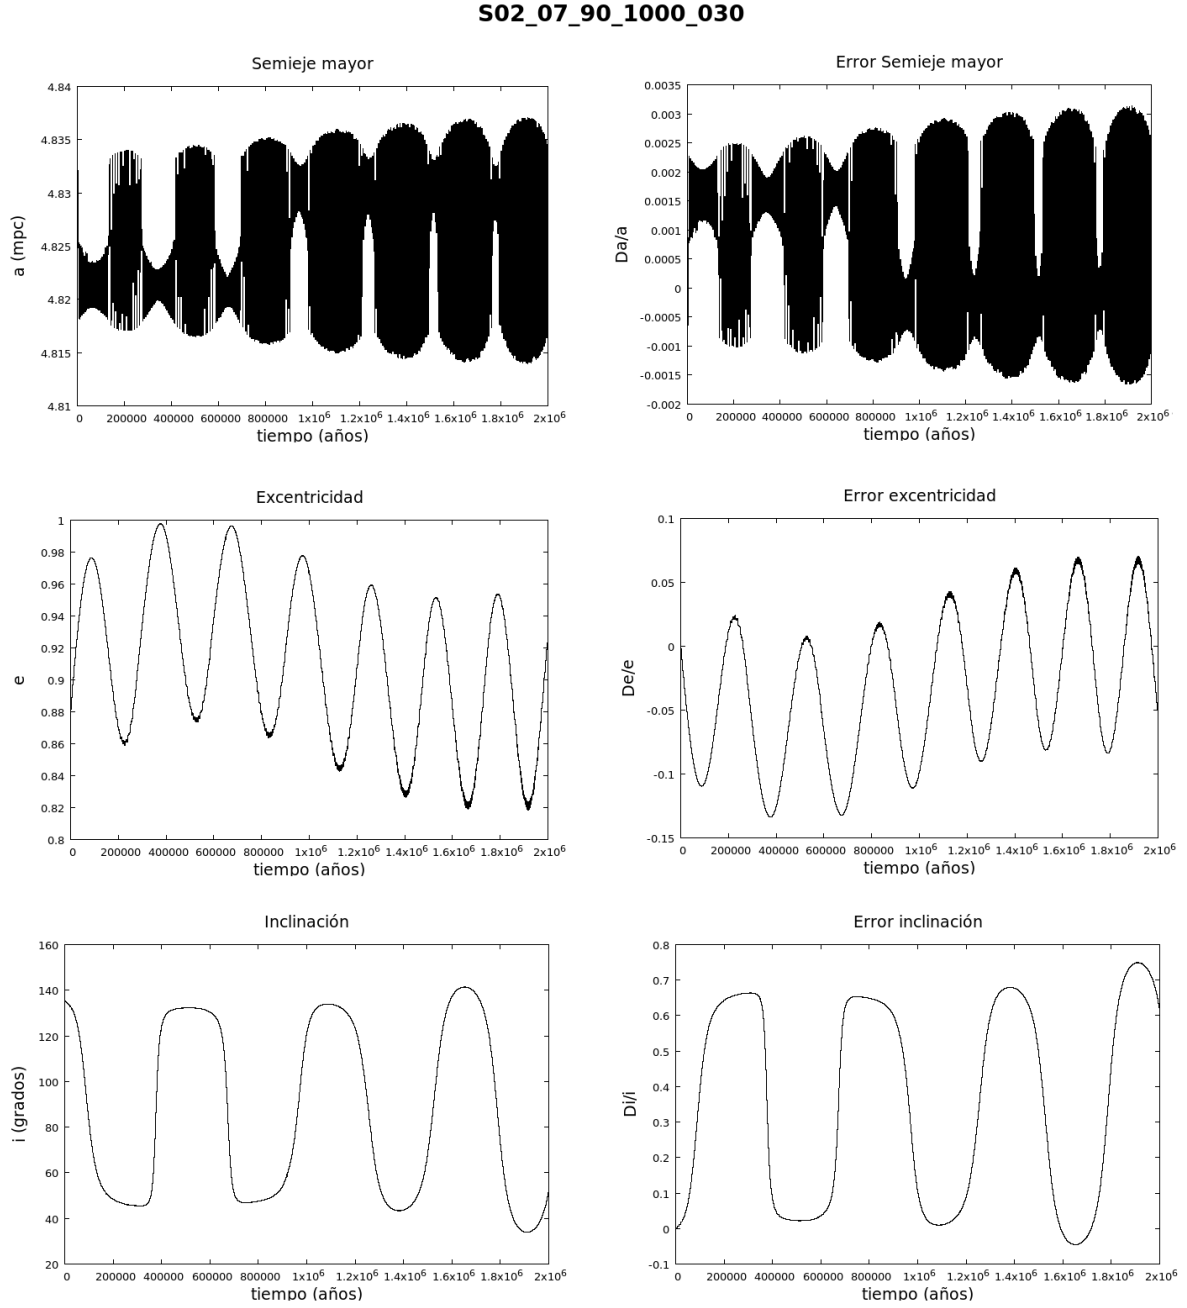 S02_07_90_1000_030
Semieje mayor
4.84
4.835
4.83
4.825
4.82
4.815
4.81
a (mpc)
0 200000 400000 600000 800000 1x10^6 1.2x10^6 1.4x10^6 1.6x10^6 1.8x10^6 2x10^6
tiempo (años)
Error Semieje mayor
0.0035
0.003
0.0025
0.002
0.0015
0.001
0.0005
0
-0.0005
-0.001
-0.0015
-0.002
Da/a
0 200000 400000 600000 800000 1x10^6 1.2x10^6 1.4x10^6 1.6x10^6 1.8x10^6 2x10^6
tiempo (años)
Excentricidad
1
0.98
0.96
0.94
0.92
0.9
0.88
0.86
0.84
0.82
0.8
e
0 200000 400000 600000 800000 1x10^6 1.2x10^6 1.4x10^6 1.6x10^6 1.8x10^6 2x10^6
tiempo (años)
Error excentricidad
0.1
0.05
0
-0.05
-0.1
-0.15
De/e
0 200000 400000 600000 800000 1x10^6 1.2x10^6 1.4x10^6 1.6x10^6 1.8x10^6 2x10^6
tiempo (años)
Inclinación
160
140
120
100
80
60
40
20
i (grados)
0 200000 400000 600000 800000 1x10^6 1.2x10^6 1.4x10^6 1.6x10^6 1.8x10^6 2x10^6
tiempo (años)
Error inclinación
0.8
0.7
0.6
0.5
0.4
0.3
0.2
0.1
0
-0.1
Di/i
0 200000 400000 600000 800000 1x10^6 1.2x10^6 1.4x10^6 1.6x10^6 1.8x10^6 2x10^6
tiempo (años)